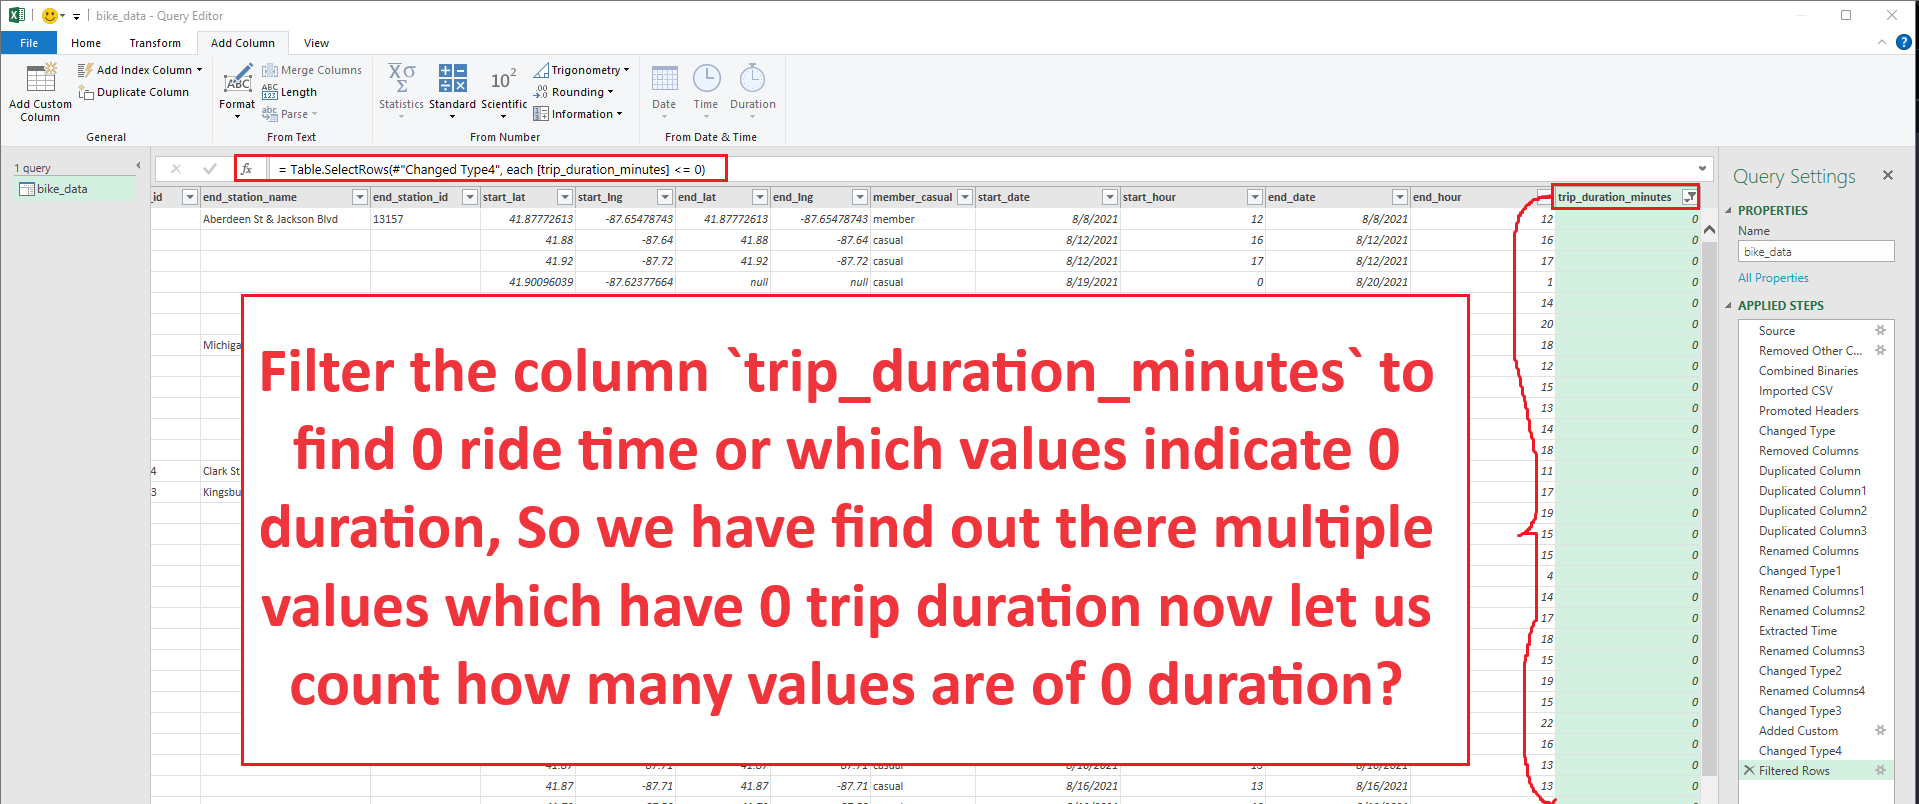 bike_data - Query Editor
File Home Transform Add Column View
Add Custom Column
Add Index Column
Duplicate Column
General
Format
Merge Columns
Length
Parse
From Text
Statistics
Standard
Scientific
Trigonometry
Rounding
Information
From Number
Date
Time
Duration
From Date & Time
1 query
bike_data
= Table.SelectRows(#"Changed Type4", each [trip_duration_minutes] <= 0)
_id end_station_name end_station_id start_lat start_lng end_lat end_lng member_casual start_date start_hour end_date end_hour trip_duration_minutes
Aberdeen St & Jackson Blvd 13157 41.87772613 -87.65478743 41.87772613 -87.65478743 member 8/8/2021 12 8/8/2021 12 0
41.88 -87.64 41.88 -87.64 casual 8/12/2021 16 8/12/2021 16 0
41.92 -87.72 41.92 -87.72 casual 8/12/2021 17 8/12/2021 17 0
41.90096039 -87.62377664 null null casual 8/19/2021 0 8/20/2021 1 0
14 0
20 0
Michiga 18 0
12 0
15 0
13 0
14 0
18 0
4 Clark St 11 0
3 Kingsbu 17 0
19 0
15 0
15 0
4 0
14 0
17 0
18 0
15 0
19 0
15 0
22 0
16 0
13 0
41.87 -87.71 41.87 -87.71 casual 8/16/2021 13 8/16/2021 13 0
Filter the column `trip_duration_minutes` to
find 0 ride time or which values indicate 0
duration, So we have find out there multiple
values which have 0 trip duration now let us
count how many values are of 0 duration?
Query Settings
PROPERTIES
Name
bike_data
All Properties
APPLIED STEPS
Source
Removed Other C...
Combined Binaries
Imported CSV
Promoted Headers
Changed Type
Removed Columns
Duplicated Column
Duplicated Column1
Duplicated Column2
Duplicated Column3
Renamed Columns
Changed Type1
Renamed Columns1
Renamed Columns2
Extracted Time
Renamed Columns3
Changed Type2
Renamed Columns4
Changed Type3
Added Custom
Changed Type4
Filtered Rows